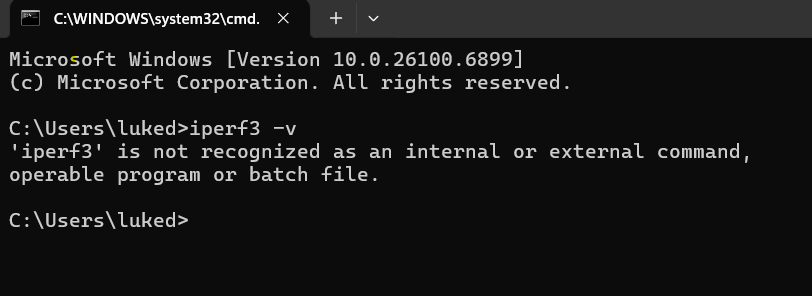 C:\WINDOWS\system32\cmd.
Microsoft Windows [Version 10.0.26100.6899]
(c) Microsoft Corporation. All rights reserved.
C:\Users\luked>iperf3 -v
'iperf3' is not recognized as an internal or external command,
operable program or batch file.
C:\Users\luked>